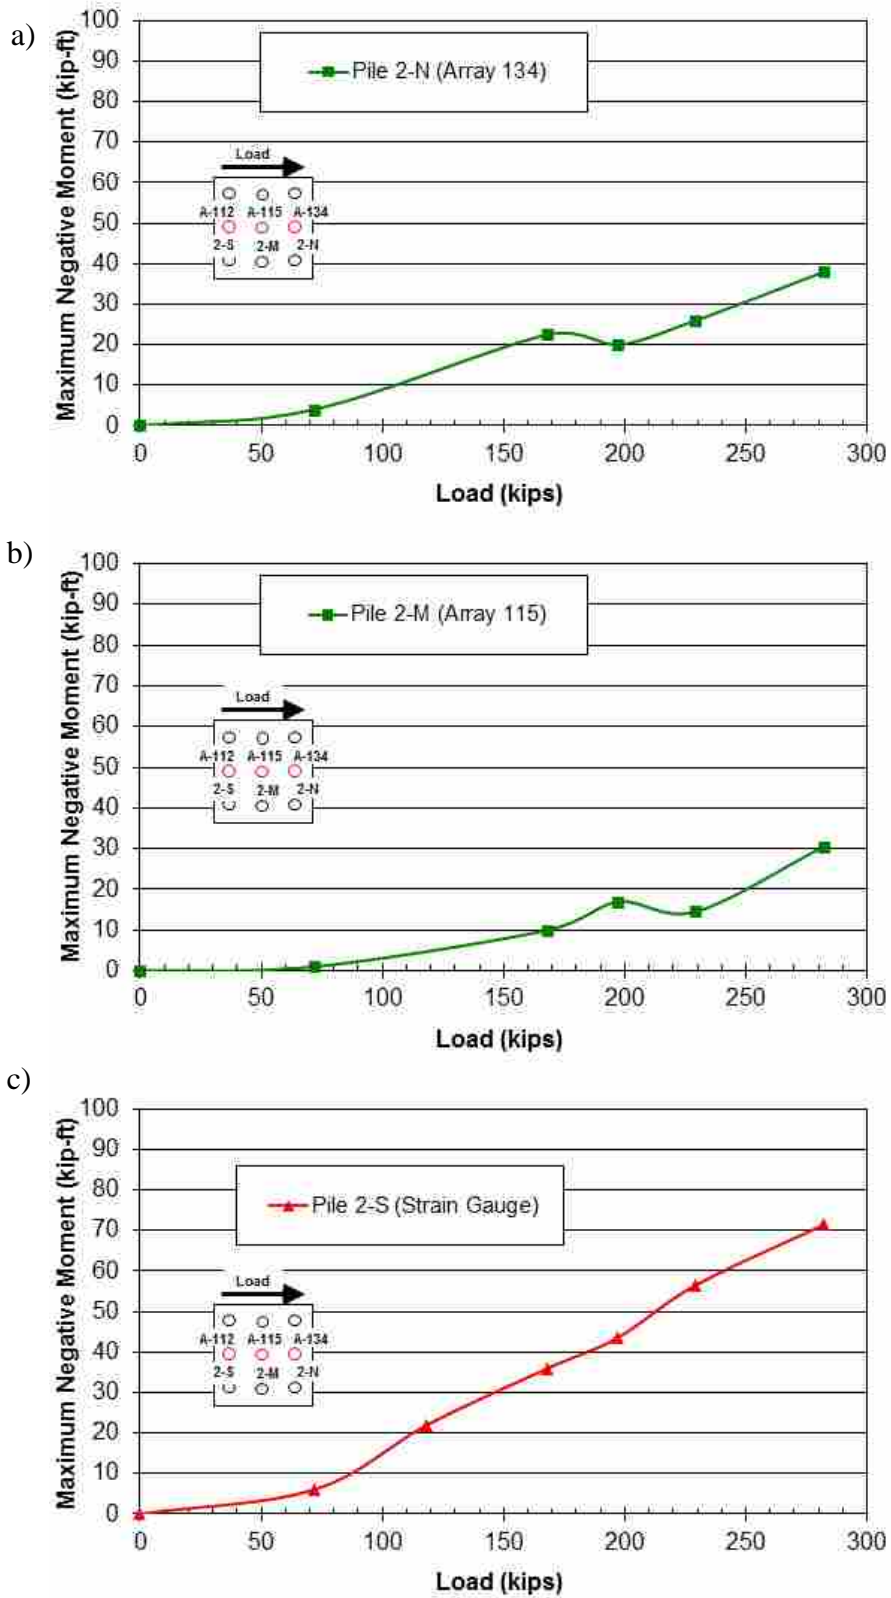 a)
Maximum Negative Moment (kip-ft)
100
90
80
70
60
50
40
30
20
10
0
Pile 2-N (Array 134)
Load
A-112 A-115 A-134
2-S 2-M 2-N
0 50 100 150 200 250 300
Load (kips)
b)
Maximum Negative Moment (kip-ft)
100
90
80
70
60
50
40
30
20
10
0
Pile 2-M (Array 115)
Load
A-112 A-115 A-134
2-S 2-M 2-N
0 50 100 150 200 250 300
Load (kips)
c)
Maximum Negative Moment (kip-ft)
100
90
80
70
60
50
40
30
20
10
0
Pile 2-S (Strain Gauge)
Load
A-112 A-115 A-134
2-S 2-M 2-N
0 50 100 150 200 250 300
Load (kips)